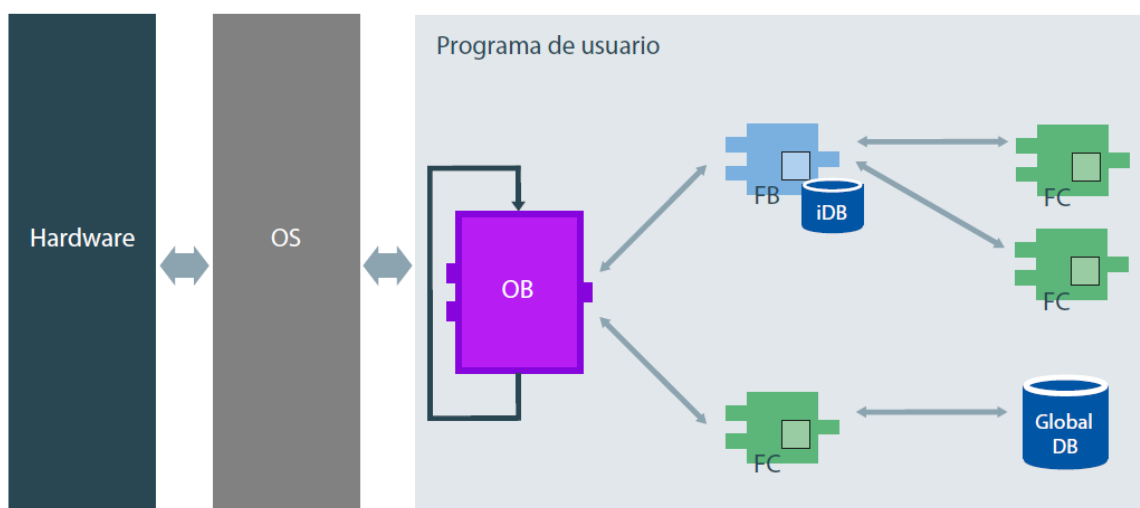 Programa de usuario
Hardware
OS
OB
FB
iDB
FC
FC
FC
Global
DB